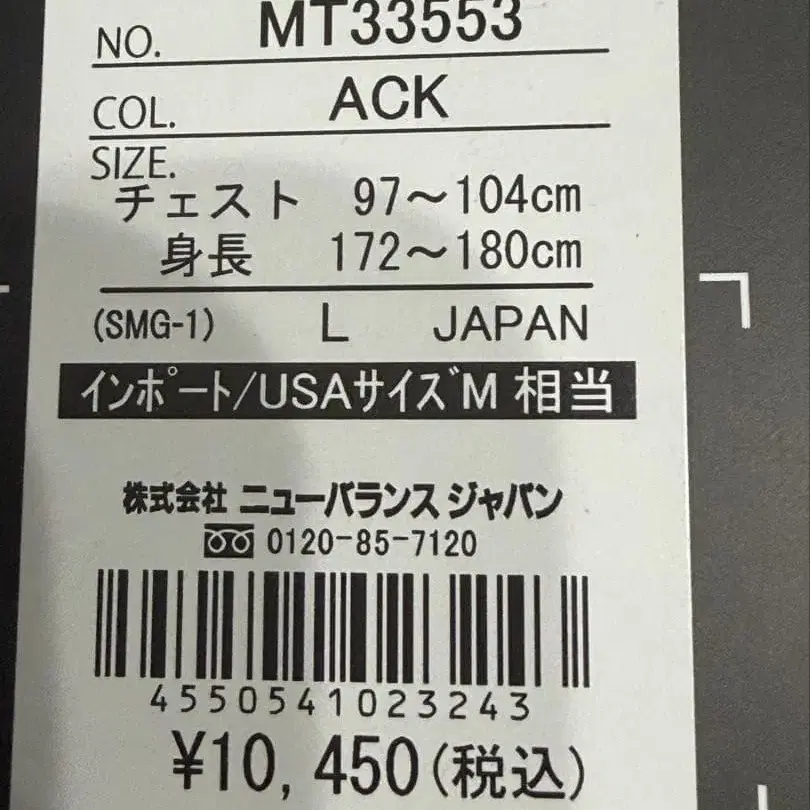 NO. MT33553
COL. ACK
SIZE.
チェスト 97～104cm
身長 172～180cm
(SMG-1) L JAPAN
インポート/USAサイズM 相当
株式会社 ニューバランス ジャパン
0120-85-7120
4550541023243
¥10,450(税込)